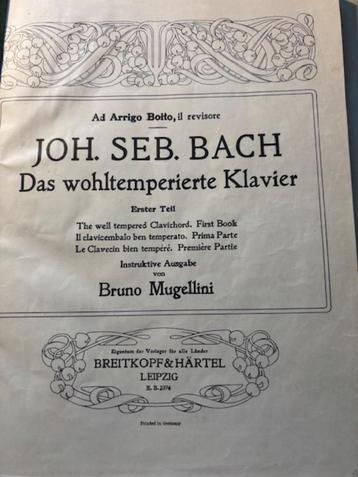 Ad Arrigo Boito, il revisore
JOH. SEB. BACH
Das wohltemperierte Klavier
Erster Teil
The well tempered Clavichord. First Book
Il clavicembalo ben temperato. Prima Parte
Le Clavecin bien tempéré. Première Partie
Instruktive Ausgabe
von
Bruno Mugellini
Eigentum der Verleger für alle Länder
BREITKOPF & HÄRTEL
LEIPZIG
E. B. 2374
Printed in Germany